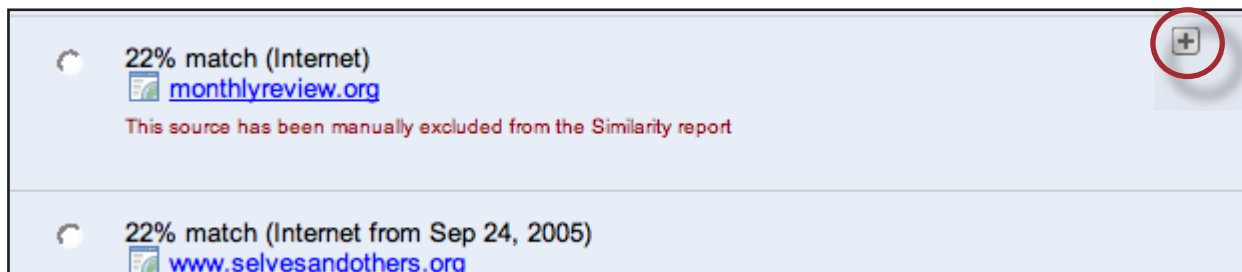 22% match (Internet)
monthlyreview.org
This source has been manually excluded from the Similarity report
22% match (Internet from Sep 24, 2005)
www.selvesandothers.org